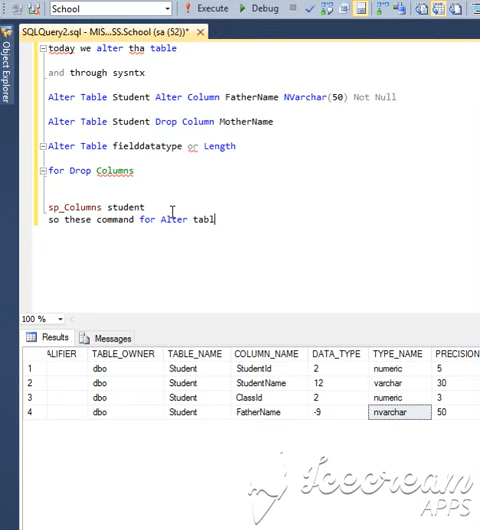 School
Execute
Debug
SQLQuery2.sql - MIS....SS.School (sa (52))*
Object Explorer
today we alter tha table
and through sysntx
Alter Table Student Alter Column FatherName NVarchar(50) Not Null
Alter Table Student Drop Column MotherName
Alter Table fielddatatype or Length
for Drop Columns
sp_Columns student
so these command for Alter tabl
100 %
Results
Messages
ALIFIER TABLE_OWNER TABLE_NAME COLUMN_NAME DATA_TYPE TYPE_NAME PRECISION
1 dbo Student StudentId 2 numeric 5
2 dbo Student StudentName 12 varchar 30
3 dbo Student ClassId 2 numeric 3
4 dbo Student FatherName -9 nvarchar 50
Icecream
APPS